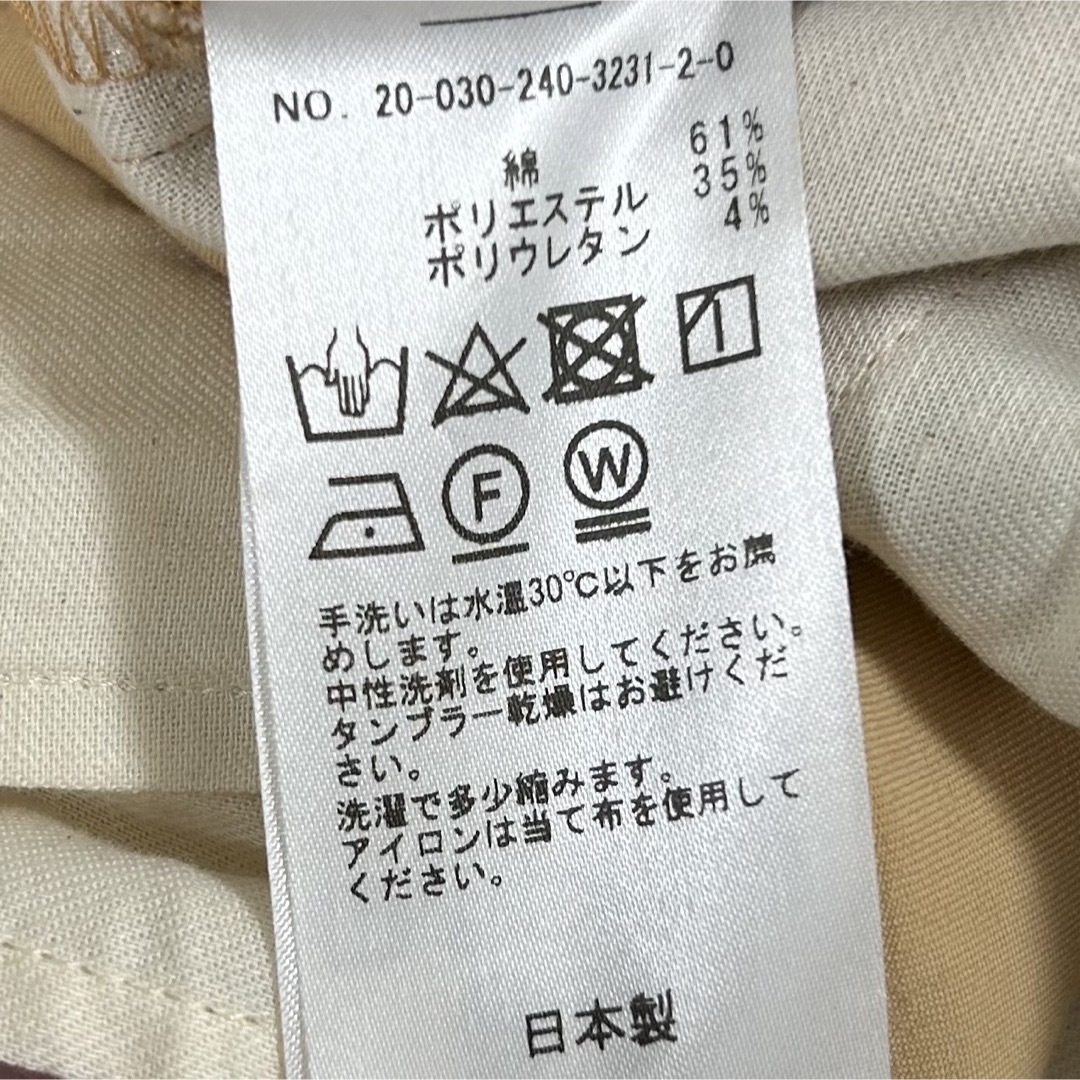 NO. 20-030-240-3231-2-0
綿 61%
ポリエステル 35%
ポリウレタン 4%
F
W
手洗いは水温30℃以下をお薦
めします。
中性洗剤を使用してください。
タンブラー乾燥はお避けくだ
さい。
洗濯で多少縮みます。
アイロンは当て布を使用して
ください。
日本製